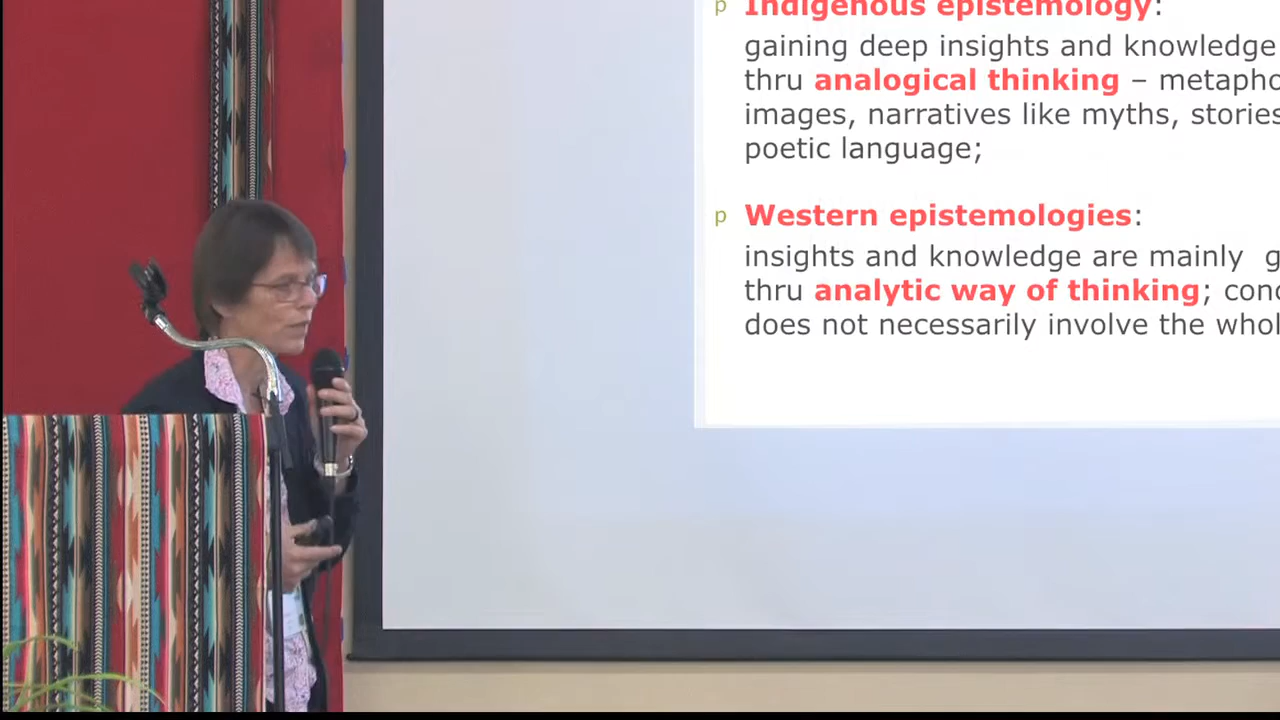 p Indigenous epistemology:
gaining deep insights and knowledge
thru analogical thinking – metapho
images, narratives like myths, stories
poetic language;
p Western epistemologies:
insights and knowledge are mainly g
thru analytic way of thinking; conc
does not necessarily involve the whol